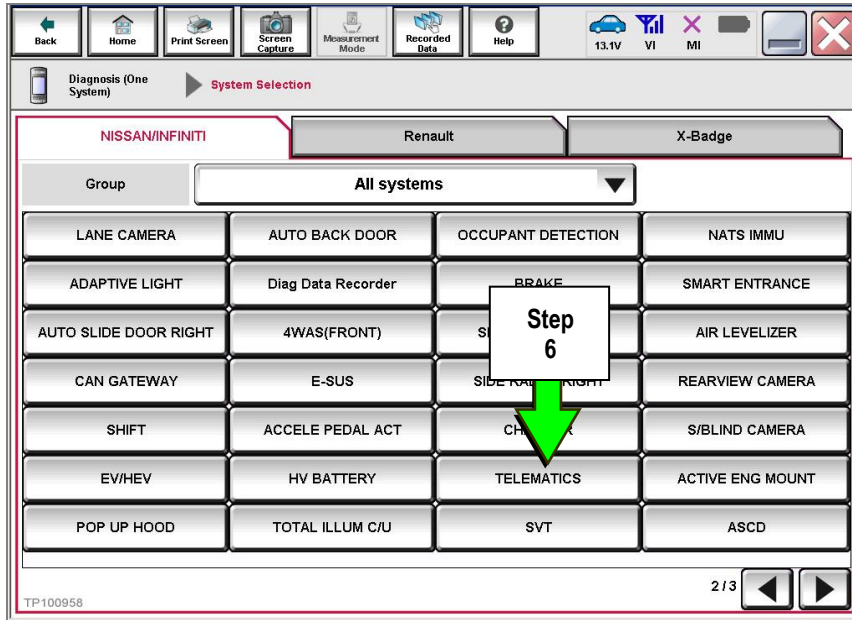 Back
Home
Print Screen
Screen
Capture
Measurement
Mode
Recorded
Data
Help
13.1V
VI
MI
Diagnosis (One
System)
System Selection
NISSAN/INFINITI
Renault
X-Badge
Group
All systems
LANE CAMERA
AUTO BACK DOOR
OCCUPANT DETECTION
NATS IMMU
ADAPTIVE LIGHT
Diag Data Recorder
BRAKE
SMART ENTRANCE
AUTO SLIDE DOOR RIGHT
4WAS(FRONT)
Step
6
AIR LEVELIZER
CAN GATEWAY
E-SUS
REARVIEW CAMERA
SHIFT
ACCELE PEDAL ACT
S/BLIND CAMERA
EV/HEV
HV BATTERY
TELEMATICS
ACTIVE ENG MOUNT
POP UP HOOD
TOTAL ILLUM C/U
SVT
ASCD
2/3
TP100958